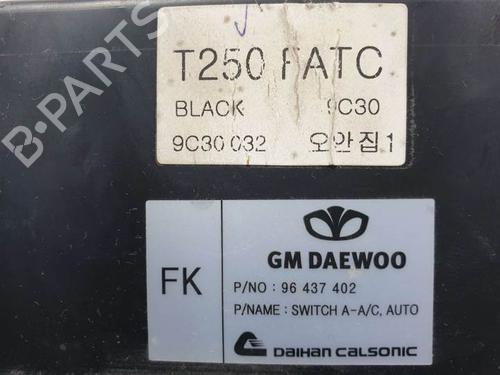 T250 FATC
BLACK 9C30
9C30 032 오안집1
GM DAEWOO
FK
P/NO : 96 437 402
P/NAME : SWITCH A-A/C, AUTO
DAIHAN CALSONIC
B-PARTS